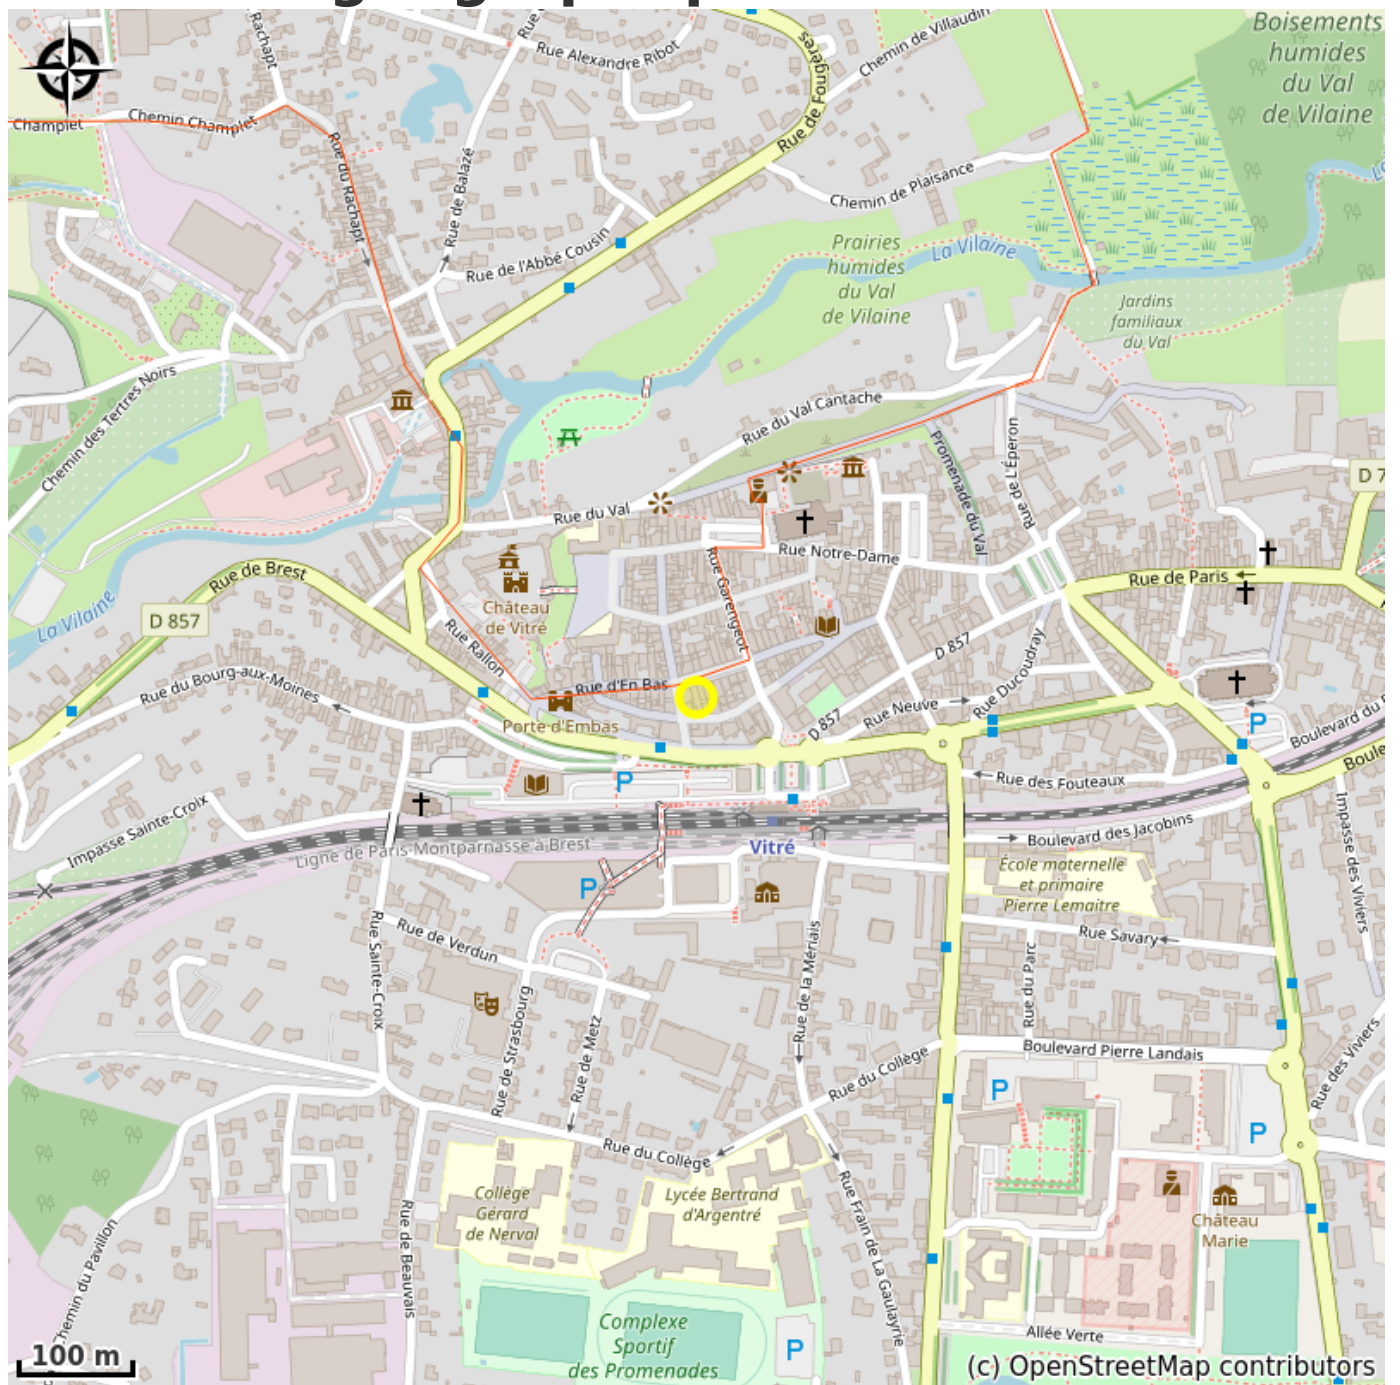 Rachapt
Rue
Rue Alexandre Ribot
Rue de Fougères
Chemin de Villaudin
Boisements
humides
du Val
de Vilaine
Champlet
Chemin Champlet
Rue du Rachapt
Rue de Balazé
Chemin de Plaisance
Rue de l'Abbé Cousin
Prairies
humides
du Val
de Vilaine
La Vilaine
Jardins
familiaux
du Val
Chemin des Tertres Noirs
Rue du Val Cantache
Promenade du Val
Rue de L'Éperon
D 7
Rue du Val
Rue Notre-Dame
Rue Garengeot
Rue de Brest
Rue de Paris
La Vilaine
D 857
Château
de Vitré
Rue Rallon
D 857
Rue Ducoudray
Rue du Bourg-aux-Moines
Rue d'En Bas
Porte d'Embas
D 857
Rue Neuve
P
P
Rue des Fouteaux
Impasse Sainte-Croix
Boulevard des Jacobins
Ligne de Paris-Montparnasse à Brest
Vitré
Impasse des Viviers
École maternelle
et primaire
Pierre Lemaitre
P
Rue Sainte-Croix
Rue de Verdun
Rue de la Mériais
Rue Savary
Rue du Parc
Rue de Strasbourg
Rue de Metz
Boulevard Pierre Landais
Rue du Collège
Rue des Viviers
P
P
Rue du Collège
Collège
Gérard
de Nerval
Lycée Bertrand
d'Argentré
Rue Frain de La Gaulayrie
Château
Marie
Rue de Beauvais
Chemin du Pavillon
Complexe
Sportif
des Promenades
P
Allée Verte
100 m
(c) OpenStreetMap contributors